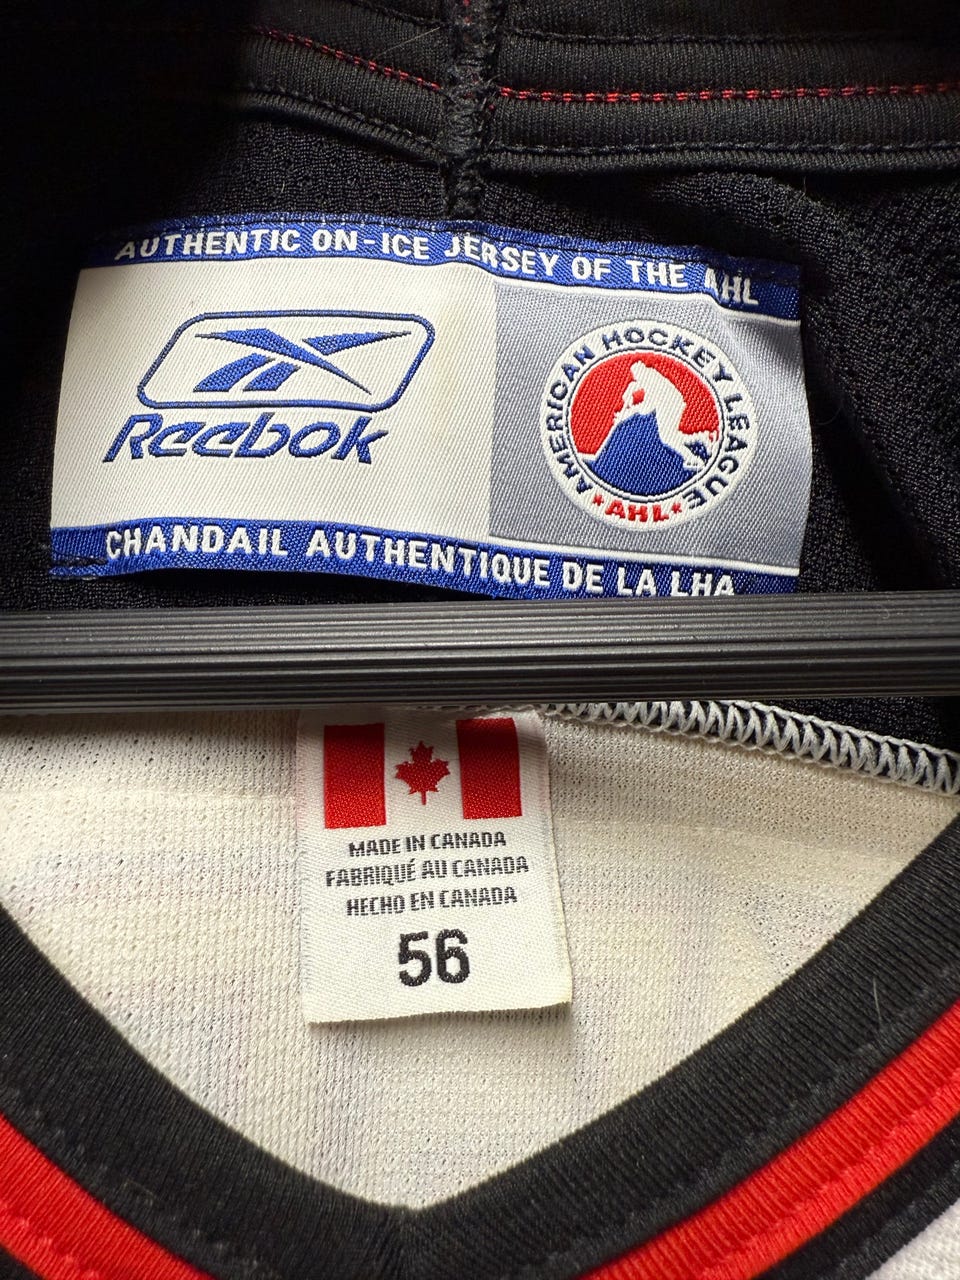 AUTHENTIC ON-ICE JERSEY OF THE AHL
Reebok
AMERICAN HOCKEY LEAGUE
AHL
CHANDAIL AUTHENTIQUE DE LA LHA
MADE IN CANADA
FABRIQUÉ AU CANADA
HECHO EN CANADA
56